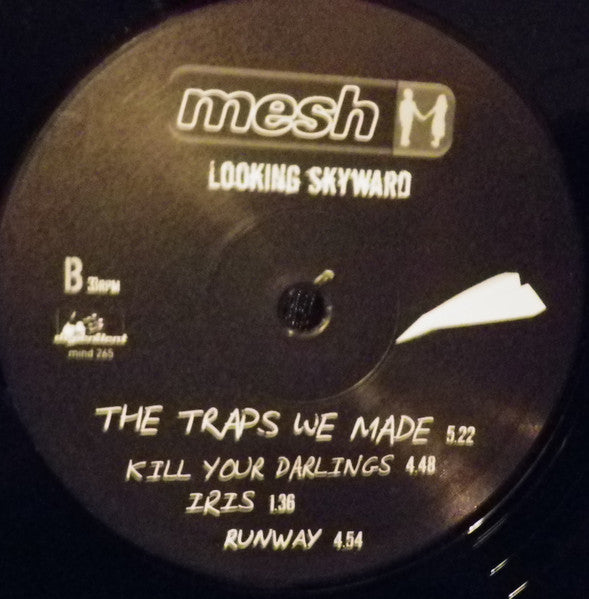 mesh
LOOKING SKYWARD
B 33RPM
mind 265
THE TRAPS WE MADE 5.22
KILL YOUR DARLINGS 4.48
IRIS 1.36
RUNWAY 4.54